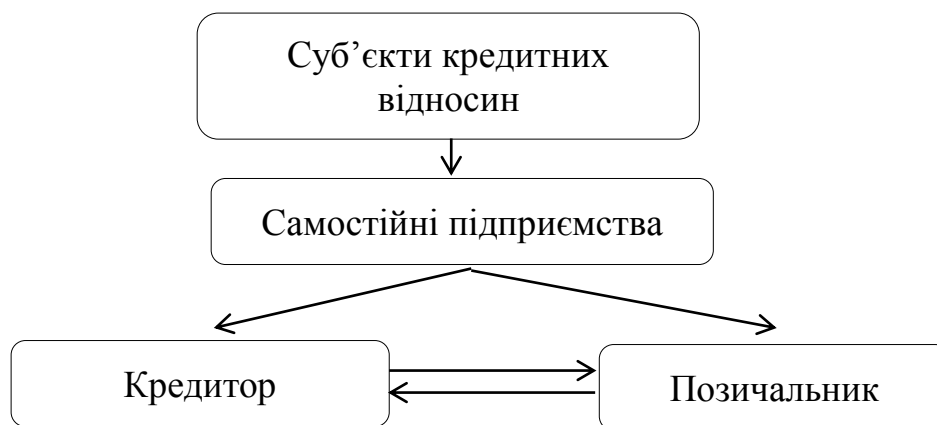 Суб’єкти кредитних
відносин
Самостійні підприємства
Кредитор
Позичальник